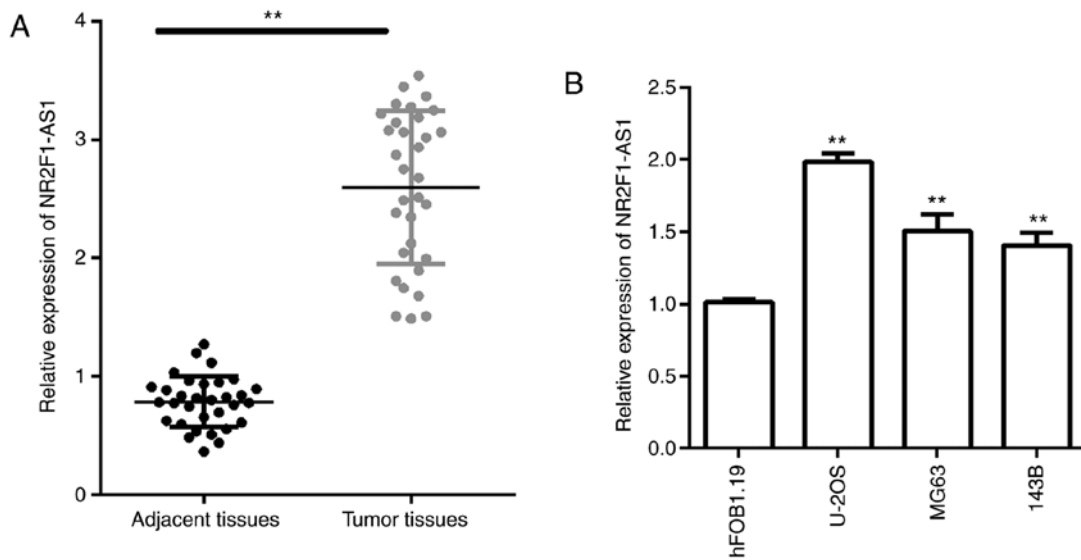 A
**
Relative expression of NR2F1-AS1
4
3
2
1
0
Adjacent tissues
Tumor tissues
B
Relative expression of NR2F1-AS1
2.5
2.0
1.5
1.0
0.5
0.0
**
**
**
hFOB1.19
U-2OS
MG63
143B